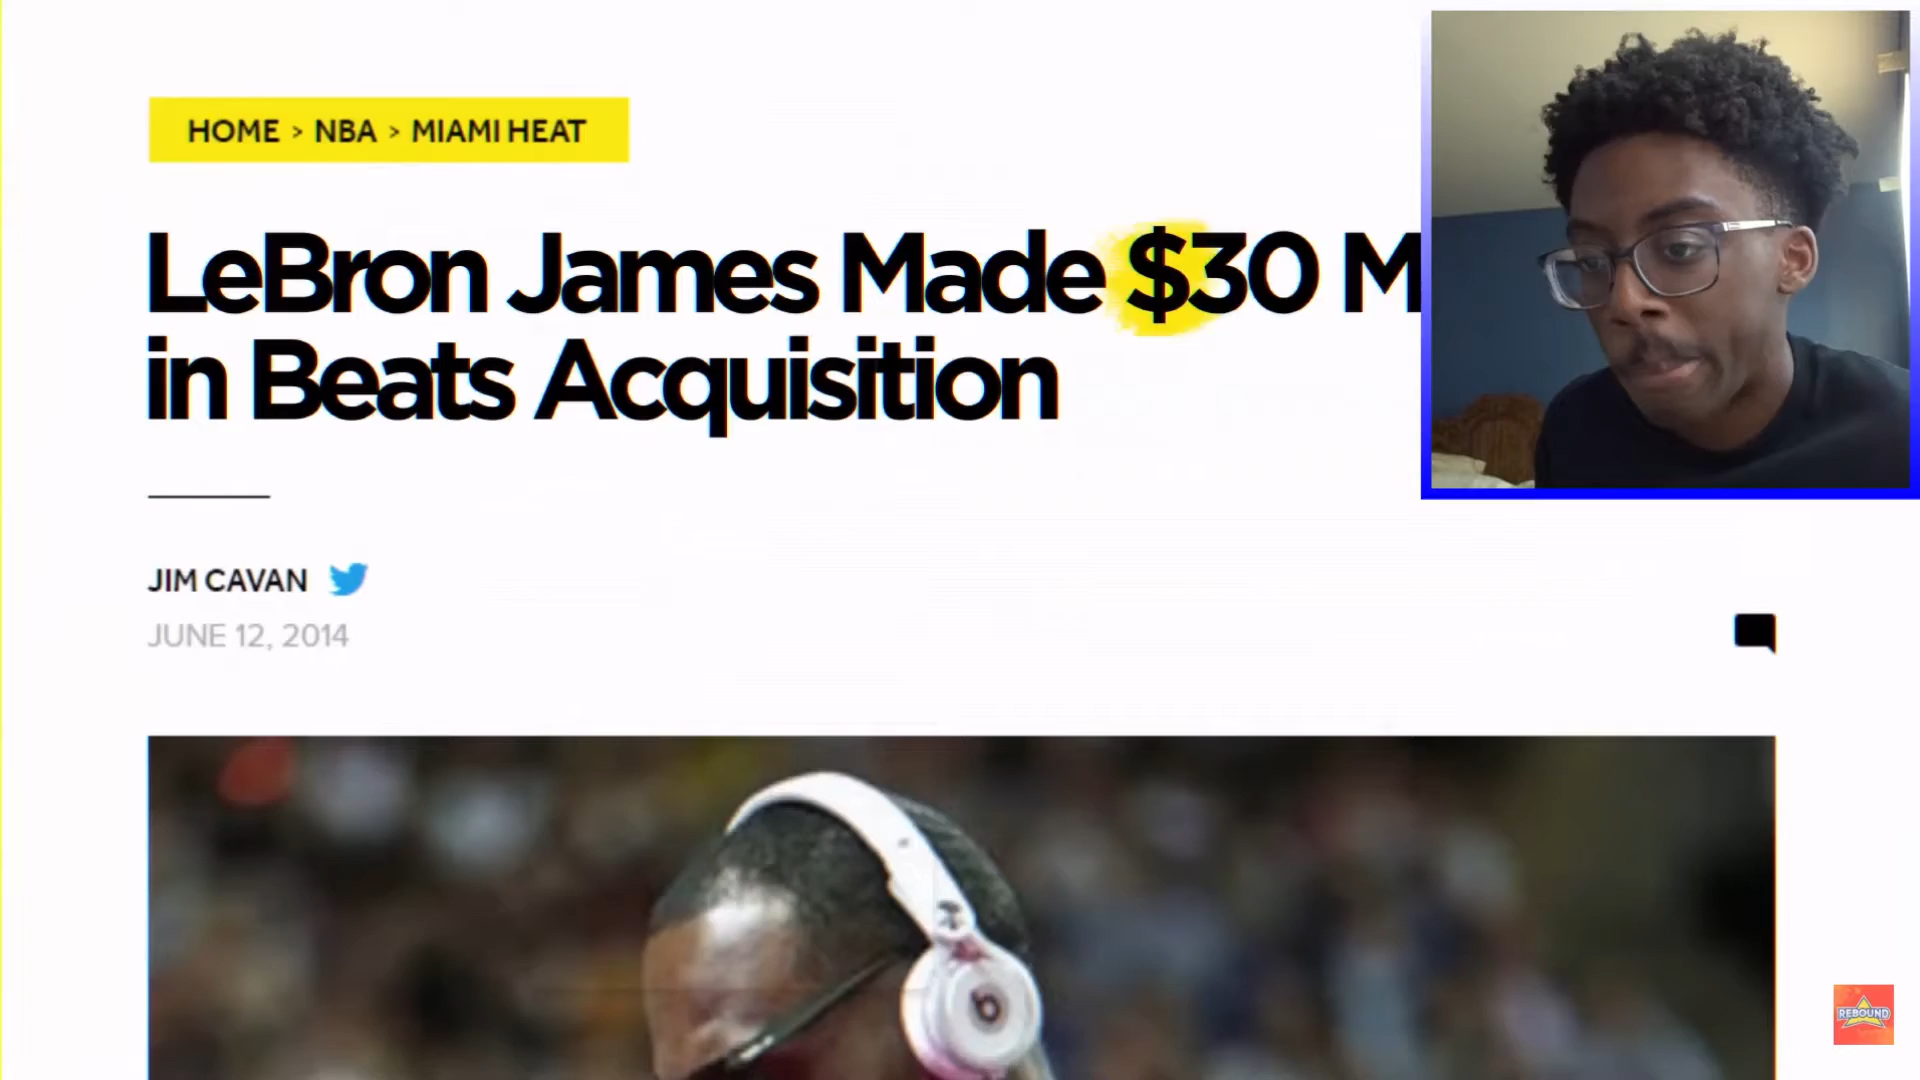 HOME > NBA > MIAMI HEAT
LeBron James Made $30 M
in Beats Acquisition
JIM CAVAN
JUNE 12, 2014
b
REBOUND